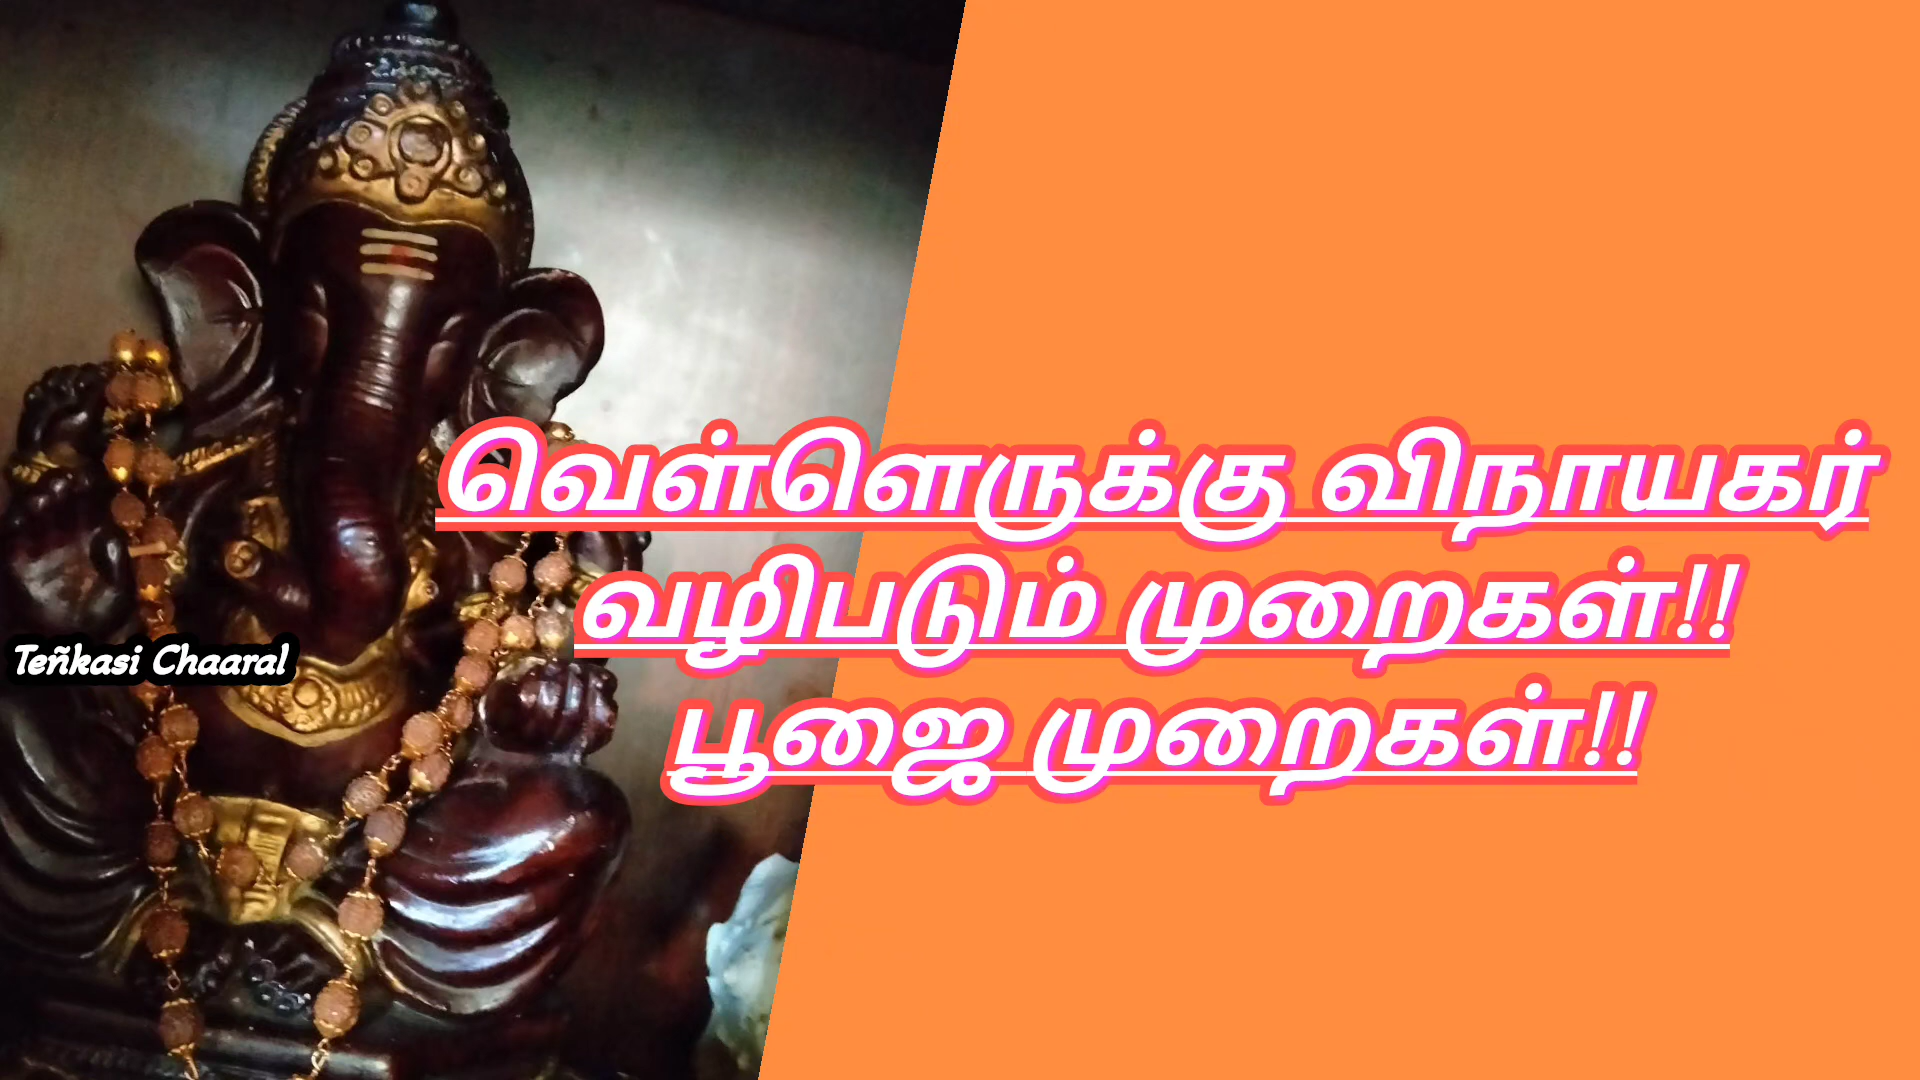 வெள்ளெருக்கு விநாயகர்
வழிபடும் முறைகள்!!
Teñkasi Chaaral
பூஜை முறைகள்!!